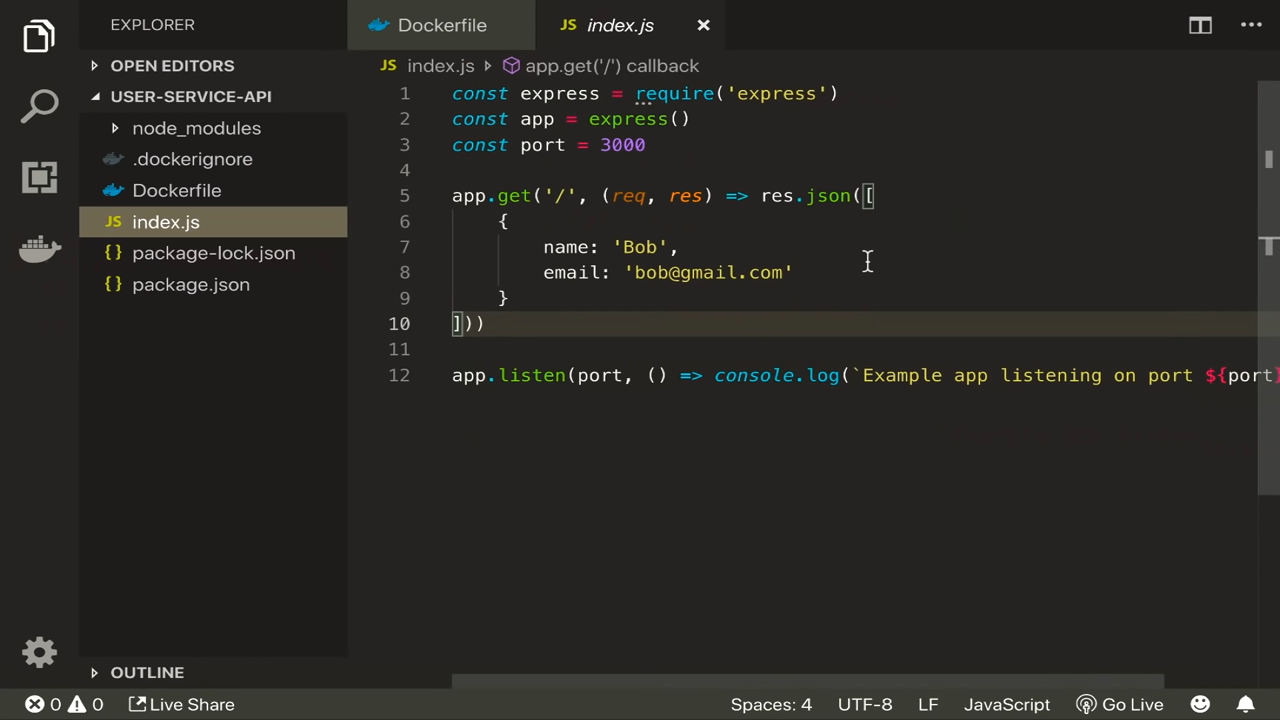 EXPLORER
OPEN EDITORS
USER-SERVICE-API
node_modules
.dockerignore
Dockerfile
JS index.js
{} package-lock.json
{} package.json
OUTLINE
Dockerfile
JS index.js
JS index.js app.get('/') callback
1 const express = require('express')
2 const app = express()
3 const port = 3000
4
5 app.get('/', (req, res) => res.json([
6 {
7 name: 'Bob',
8 email: 'bob@gmail.com'
9 }
10 ]))
11
12 app.listen(port, () => console.log(`Example app listening on port ${port}
0 0 Live Share Spaces: 4 UTF-8 LF JavaScript Go Live